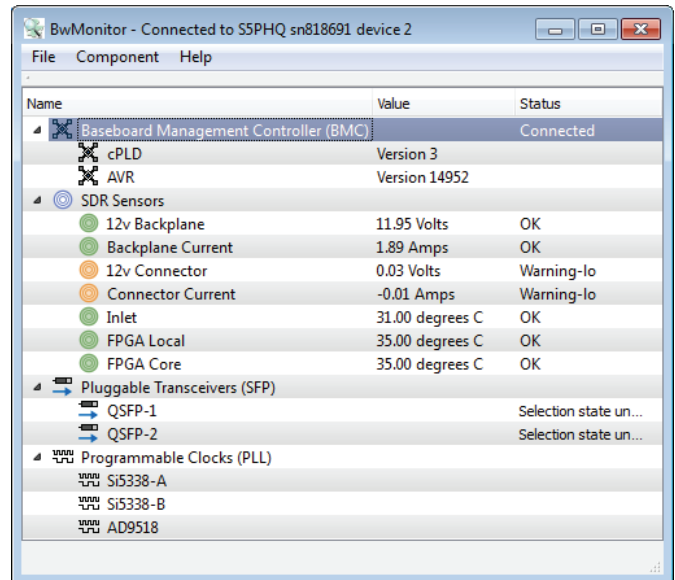 BwMonitor - Connected to S5PHQ sn818691 device 2
File Component Help
Name Value Status
Baseboard Management Controller (BMC) Connected
cPLD Version 3
AVR Version 14952
SDR Sensors
12v Backplane 11.95 Volts OK
Backplane Current 1.89 Amps OK
12v Connector 0.03 Volts Warning-lo
Connector Current -0.01 Amps Warning-lo
Inlet 31.00 degrees C OK
FPGA Local 35.00 degrees C OK
FPGA Core 35.00 degrees C OK
Pluggable Transceivers (SFP)
QSFP-1 Selection state un...
QSFP-2 Selection state un...
Programmable Clocks (PLL)
Si5338-A
Si5338-B
AD9518